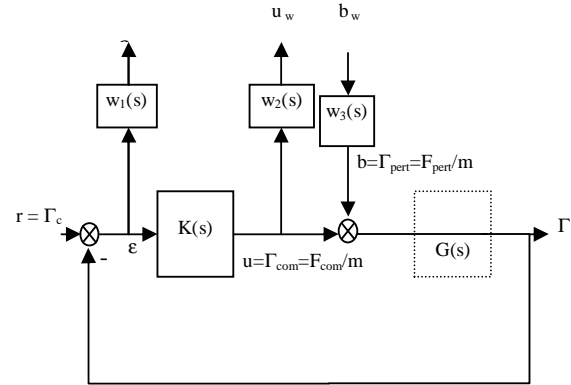 u w b w
w1(s) w2(s) w3(s)
b=Γpert=Fpert/m
r = Γc K(s) Γ
ε G(s)
- u=Γcom=Fcom/m